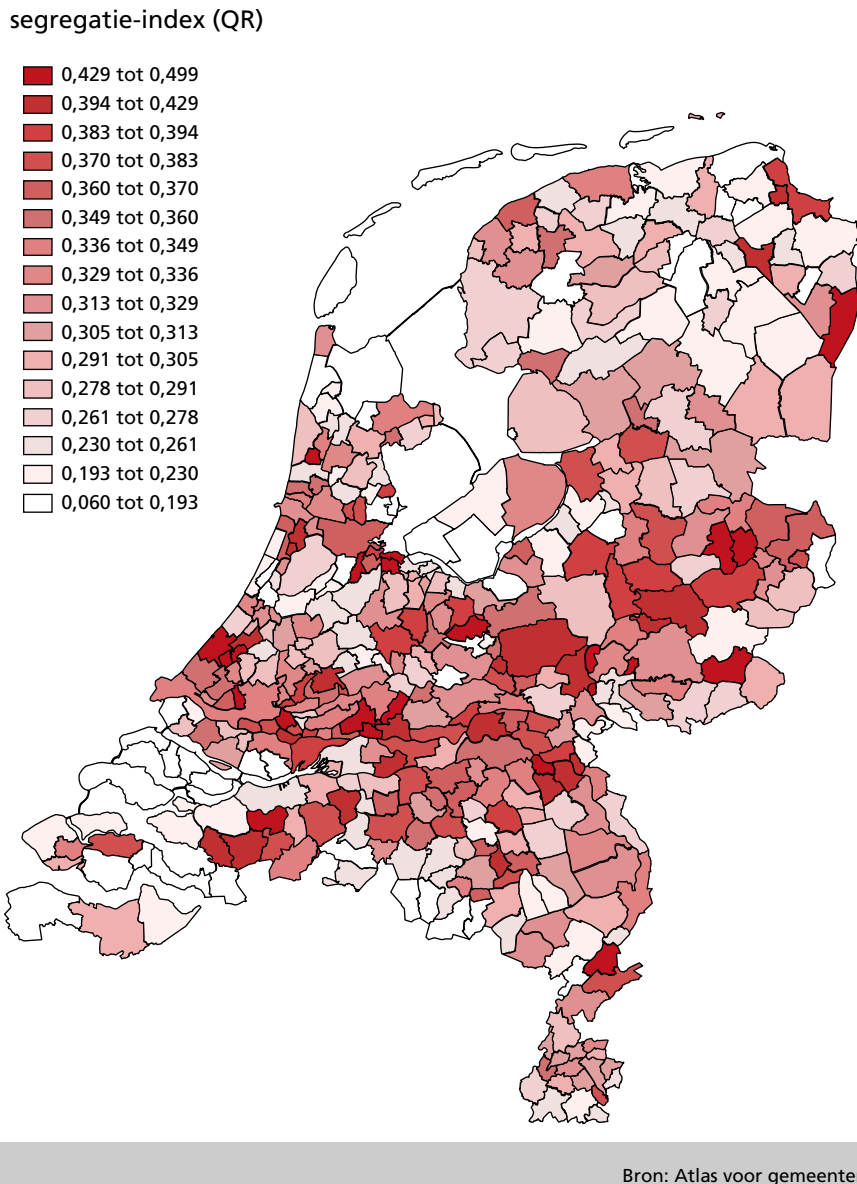 segregatie-index (QR)
0,429 tot 0,499
0,394 tot 0,429
0,383 tot 0,394
0,370 tot 0,383
0,360 tot 0,370
0,349 tot 0,360
0,336 tot 0,349
0,329 tot 0,336
0,313 tot 0,329
0,305 tot 0,313
0,291 tot 0,305
0,278 tot 0,291
0,261 tot 0,278
0,230 tot 0,261
0,193 tot 0,230
0,060 tot 0,193
Bron: Atlas voor gemeente